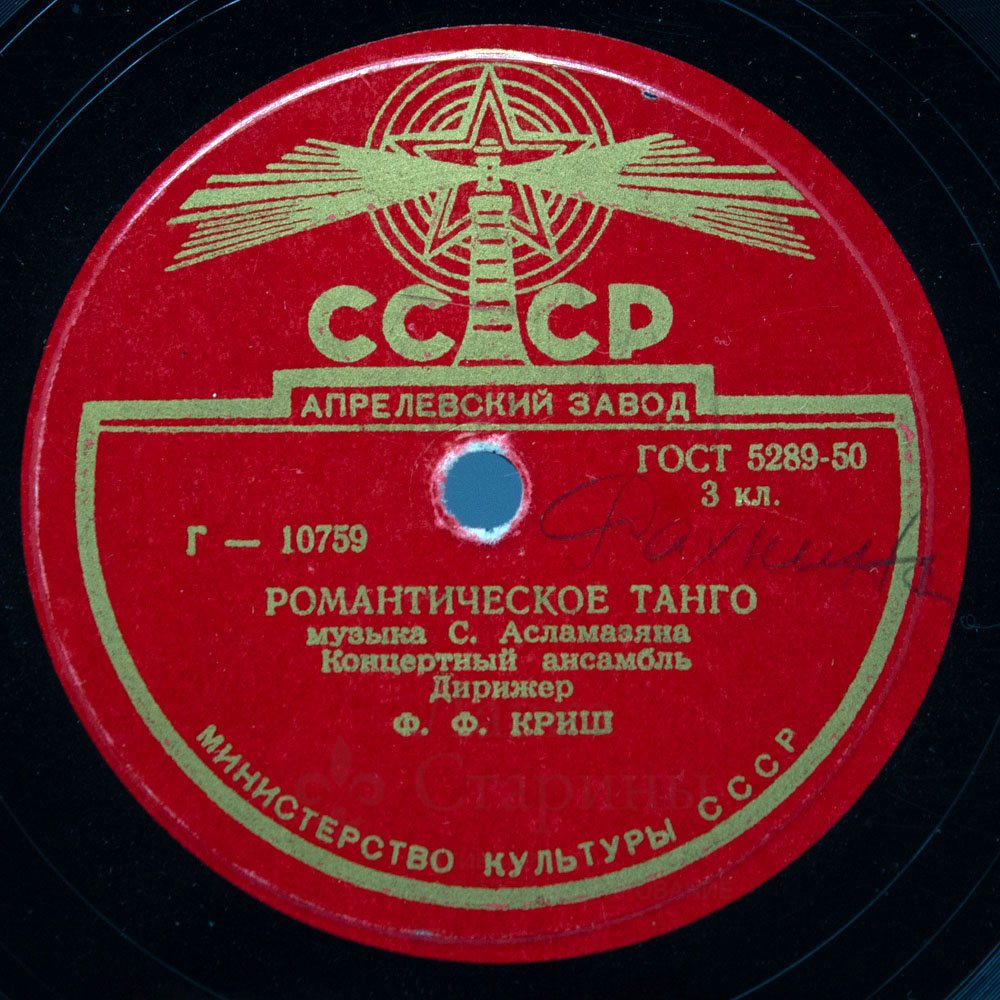 СССР
АПРЕЛЕВСКИЙ ЗАВОД
ГОСТ 5289-50
3 кл.
Г — 10759
РОМАНТИЧЕСКОЕ ТАНГО
музыка С. Асламазяна
Концертный ансамбль
Дирижер
Ф. Ф. КРИШ
Старины
МИНИСТЕРСТВО КУЛЬТУРЫ СССР